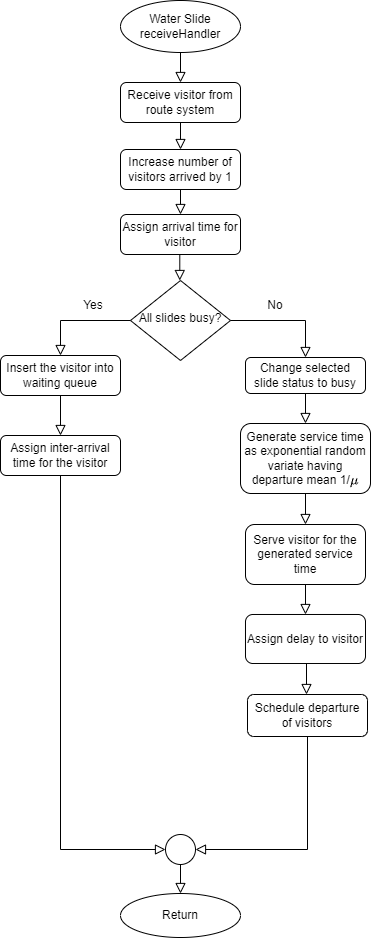 Water Slide
receiveHandler
Receive visitor from
route system
Increase number of
visitors arrived by 1
Assign arrival time for
visitor
All slides busy?
Yes
No
Insert the visitor into
waiting queue
Assign inter-arrival
time for the visitor
Change selected
slide status to busy
Generate service time
as exponential random
variate having
departure mean 1/μ
Serve visitor for the
generated service
time
Assign delay to visitor
Schedule departure
of visitors
Return